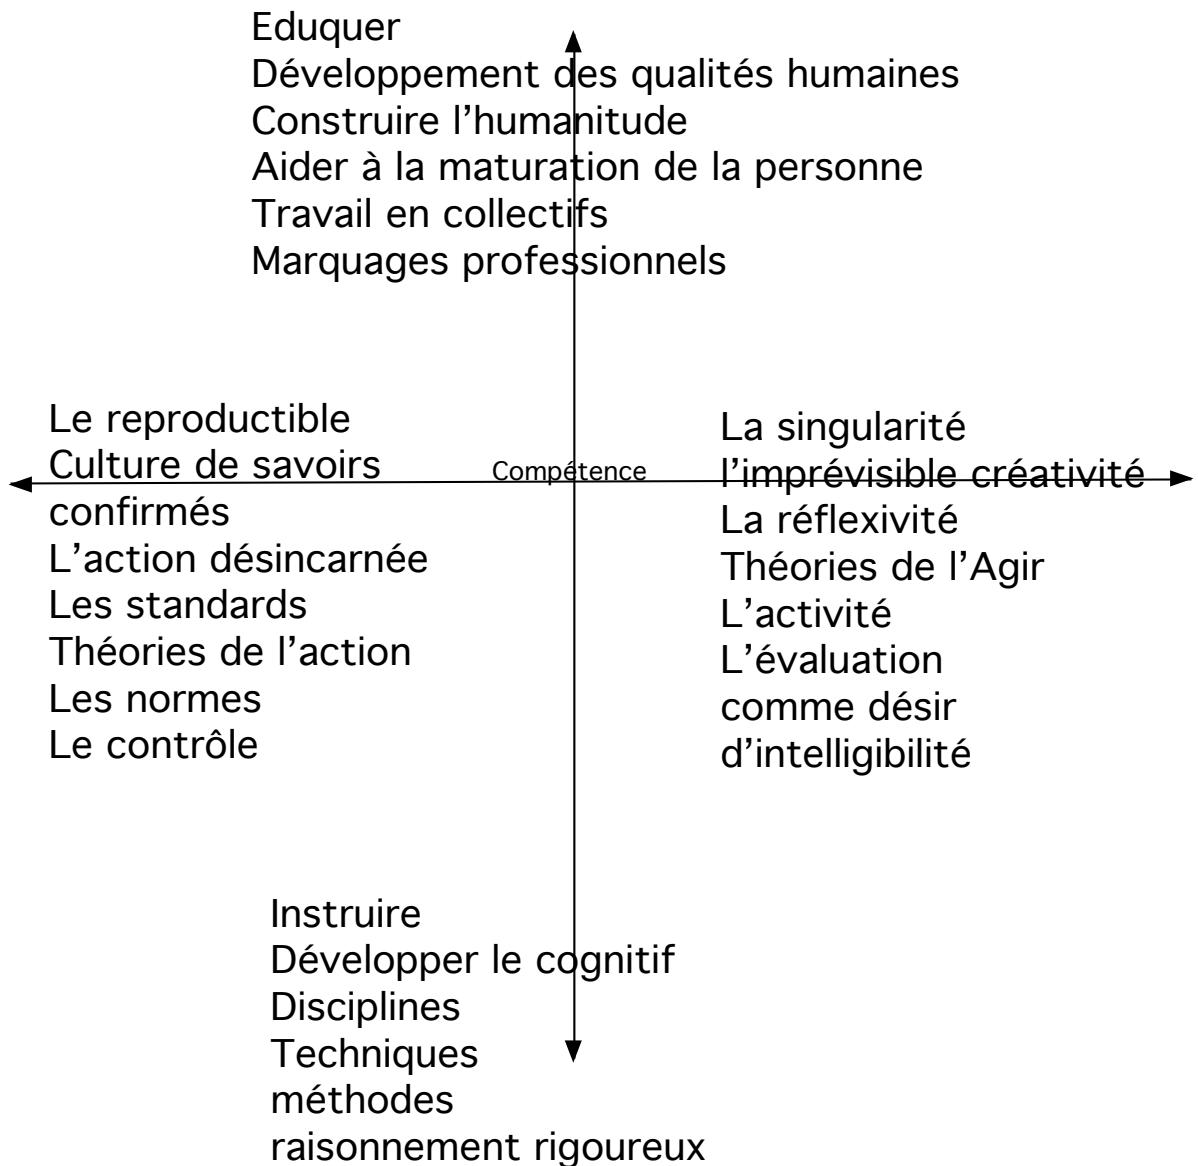 Eduquer
Développement des qualités humaines
Construire l’humanitude
Aider à la maturation de la personne
Travail en collectifs
Marquages professionnels
Le reproductible
Culture de savoirs
confirmés
L’action désincarnée
Les standards
Théories de l’action
Les normes
Le contrôle
Compétence
La singularité
l’imprévisible créativité
La réflexivité
Théories de l’Agir
L’activité
L’évaluation
comme désir
d’intelligibilité
Instruire
Développer le cognitif
Disciplines
Techniques
méthodes
raisonnement rigoureux